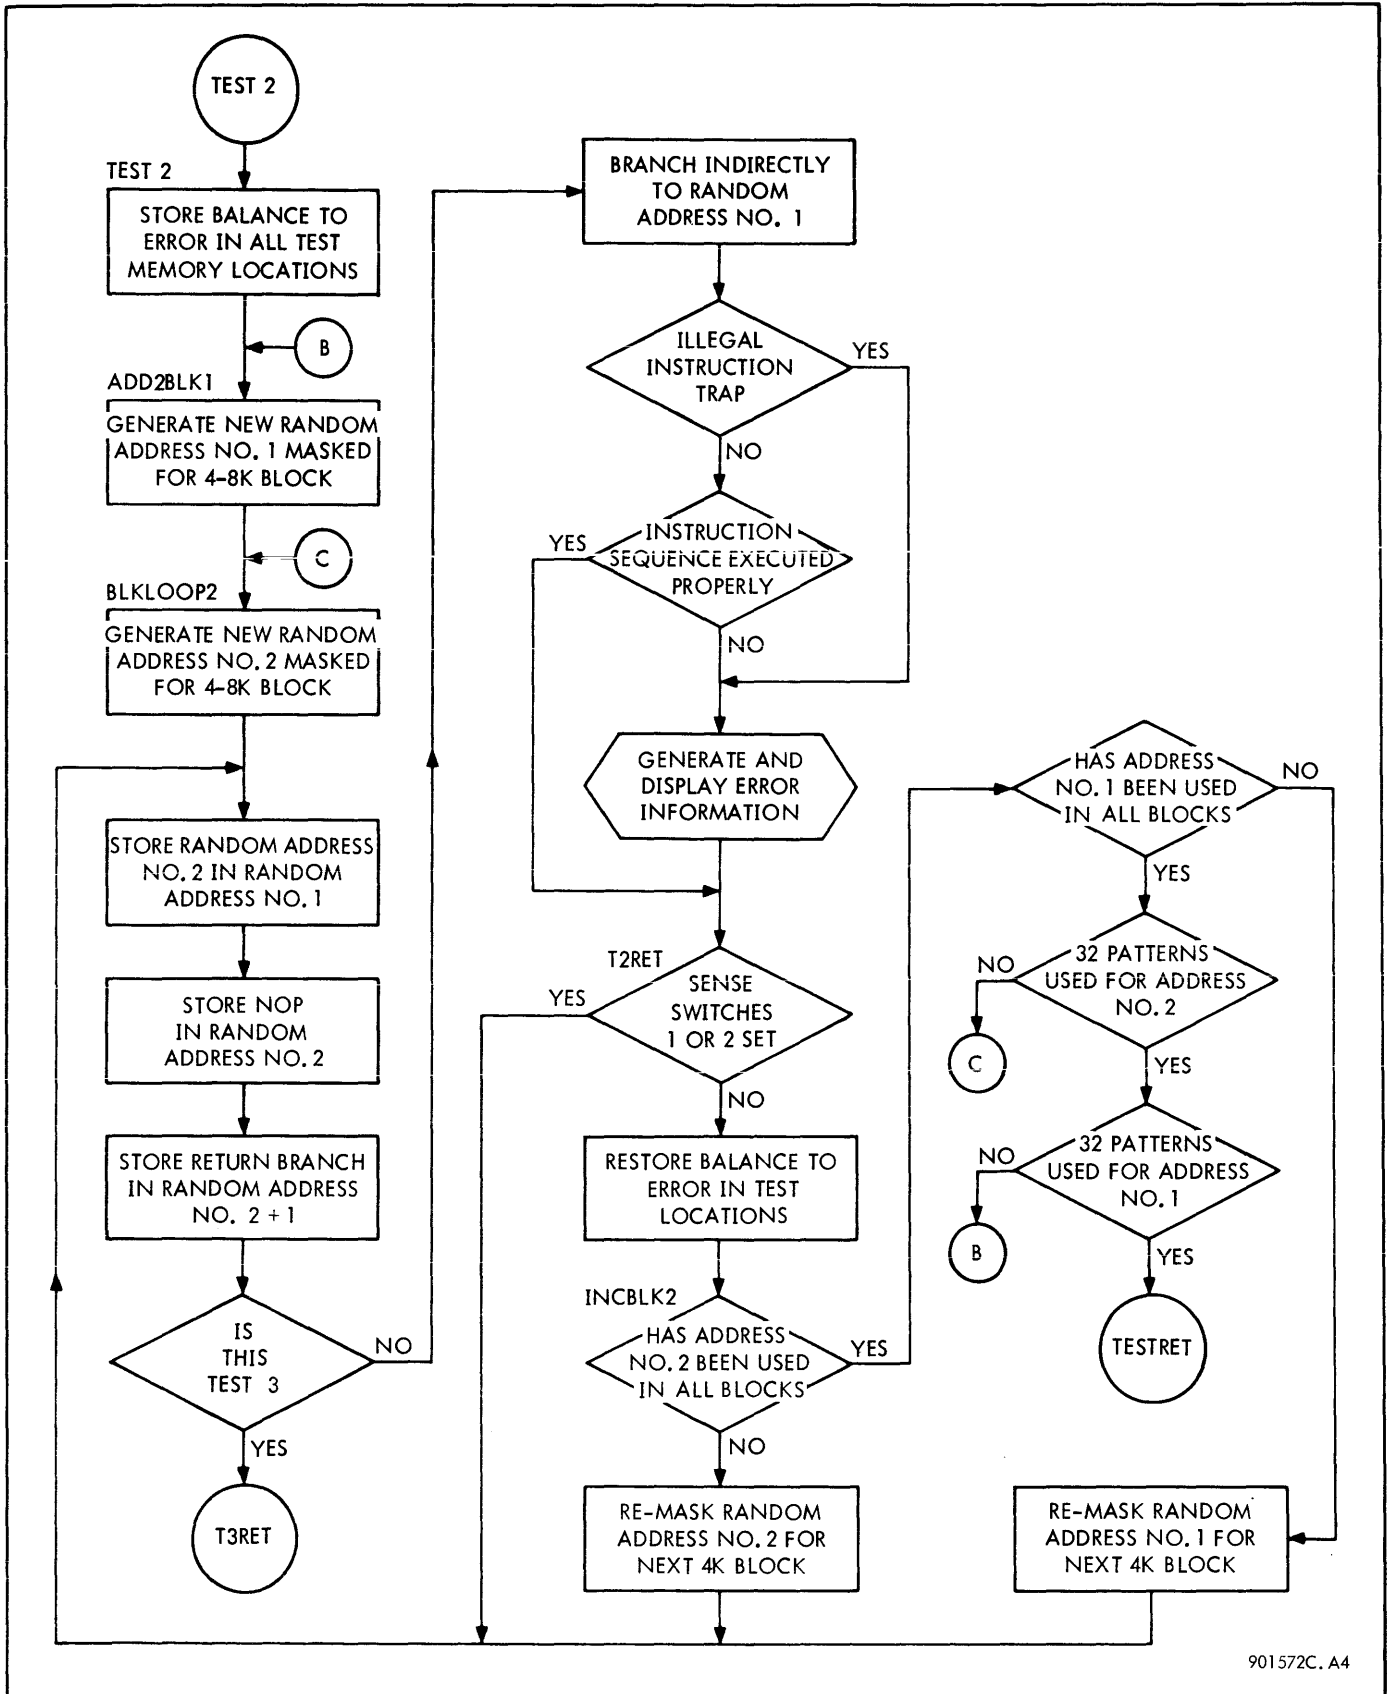 TEST 2
TEST 2
STORE BALANCE TO
ERROR IN ALL TEST
MEMORY LOCATIONS
B
ADD2BLK1
GENERATE NEW RANDOM
ADDRESS NO. 1 MASKED
FOR 4-8K BLOCK
C
BLKLOOP2
GENERATE NEW RANDOM
ADDRESS NO. 2 MASKED
FOR 4-8K BLOCK
STORE RANDOM ADDRESS
NO. 2 IN RANDOM
ADDRESS NO. 1
STORE NOP
IN RANDOM
ADDRESS NO. 2
STORE RETURN BRANCH
IN RANDOM ADDRESS
NO. 2 + 1
IS
THIS
TEST 3
NO
YES
T3RET
BRANCH INDIRECTLY
TO RANDOM
ADDRESS NO. 1
ILLEGAL
INSTRUCTION
TRAP
YES
NO
INSTRUCTION
SEQUENCE EXECUTED
PROPERLY
YES
NO
GENERATE AND
DISPLAY ERROR
INFORMATION
T2RET
SENSE
SWITCHES
1 OR 2 SET
YES
NO
RESTORE BALANCE TO
ERROR IN TEST
LOCATIONS
INCBLK2
HAS ADDRESS
NO. 2 BEEN USED
IN ALL BLOCKS
YES
NO
RE-MASK RANDOM
ADDRESS NO. 2 FOR
NEXT 4K BLOCK
HAS ADDRESS
NO. 1 BEEN USED
IN ALL BLOCKS
NO
YES
32 PATTERNS
USED FOR ADDRESS
NO. 2
NO
C
YES
32 PATTERNS
USED FOR ADDRESS
NO. 1
NO
B
YES
TESTRET
RE-MASK RANDOM
ADDRESS NO. 1 FOR
NEXT 4K BLOCK
901572C. A4